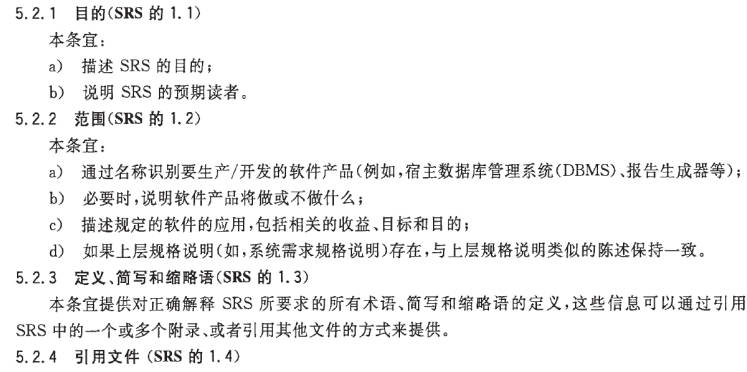 5.2.1 目的(SRS 的 1.1)
本条宜:
a) 描述 SRS 的目的;
b) 说明 SRS 的预期读者。
5.2.2 范围(SRS 的 1.2)
本条宜:
a) 通过名称识别要生产/开发的软件产品(例如,宿主数据库管理系统(DBMS)、报告生成器等);
b) 必要时,说明软件产品将做或不做什么;
c) 描述规定的软件的应用,包括相关的收益、目标和目的;
d) 如果上层规格说明(如,系统需求规格说明)存在,与上层规格说明类似的陈述保持一致。
5.2.3 定义、简写和缩略语(SRS 的 1.3)
本条宜提供对正确解释 SRS 所要求的所有术语、简写和缩略语的定义,这些信息可以通过引用
SRS 中的一个或多个附录、或者引用其他文件的方式来提供。
5.2.4 引用文件 (SRS 的 1.4)